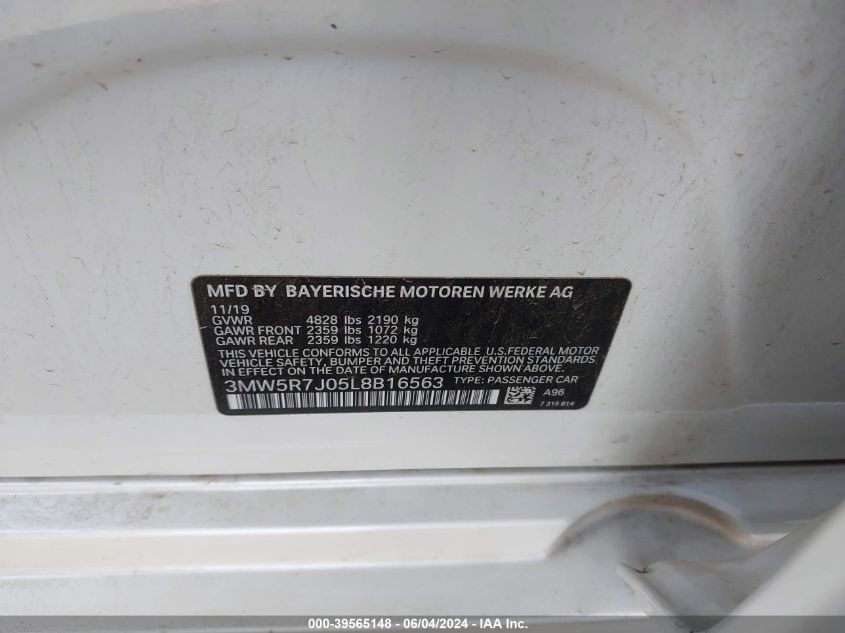 MFD BY BAYERISCHE MOTOREN WERKE AG
11/19
GVWR 4828 lbs 2190 kg
GAWR FRONT 2359 lbs 1072 kg
GAWR REAR 2359 lbs 1220 kg
THIS VEHICLE CONFORMS TO ALL APPLICABLE U.S.FEDERAL MOTOR
VEHICLE SAFETY, BUMPER AND THEFT PREVENTION STANDARDS
IN EFFECT ON THE DATE OF MANUFACTURE SHOWN ABOVE.
3MW5R7J05L8B16563 TYPE: PASSENGER CAR
A96
7 315 814
000-39565148 - 06/04/2024 - IAA Inc.